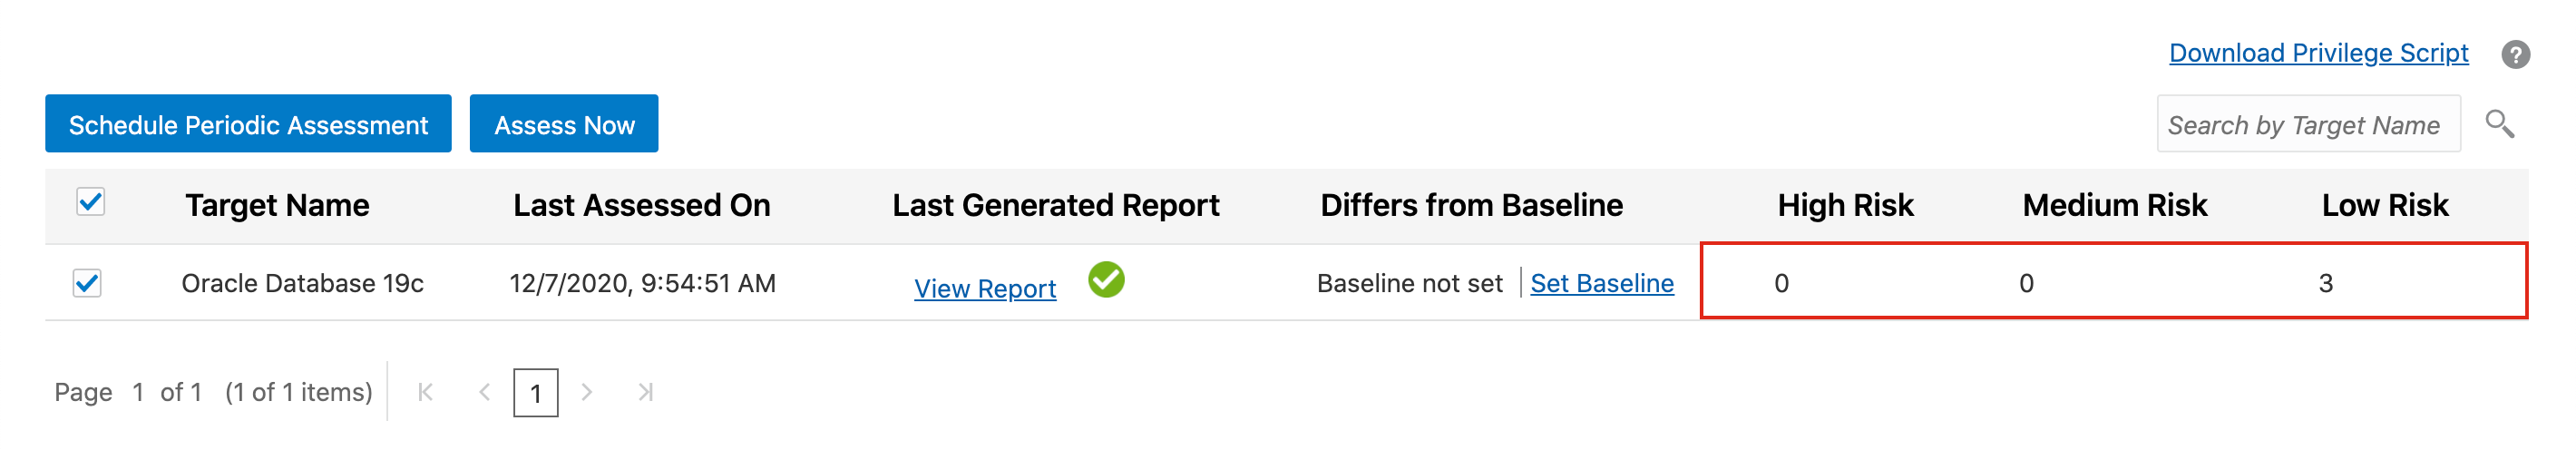 Download Privilege Script ?
Schedule Periodic Assessment Assess Now Search by Target Name
Target Name Last Assessed On Last Generated Report Differs from Baseline High Risk Medium Risk Low Risk
Oracle Database 19c 12/7/2020, 9:54:51 AM View Report Baseline not set Set Baseline 0 0 3
Page 1 of 1 (1 of 1 items) 1